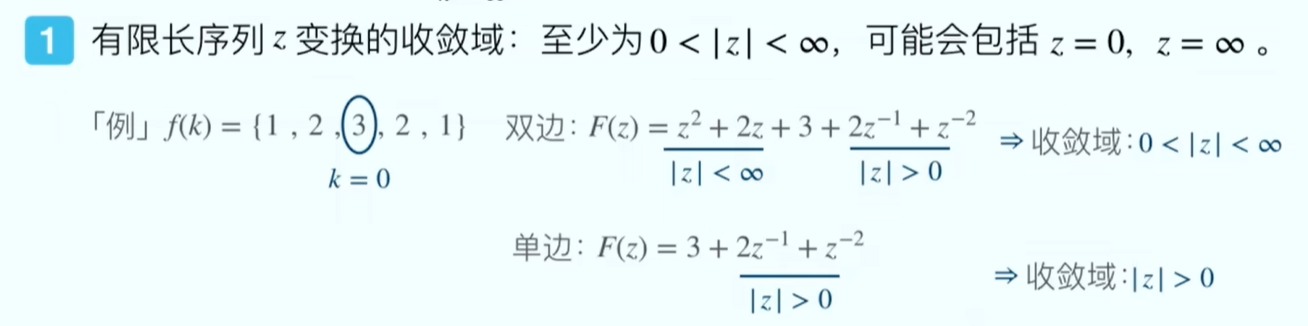 1 有限长序列 z 变换的收敛域：至少为 0 < |z| < ∞，可能会包括 z = 0, z = ∞ 。
「例」f(k) = {1 , 2 ,3, 2 , 1} 双边：F(z) = z² + 2z + 3 + 2z⁻¹ + z⁻² ⇒ 收敛域：0 < |z| < ∞
k = 0 |z| < ∞ |z| > 0
单边：F(z) = 3 + 2z⁻¹ + z⁻²
⇒ 收敛域：|z| > 0
|z| > 0